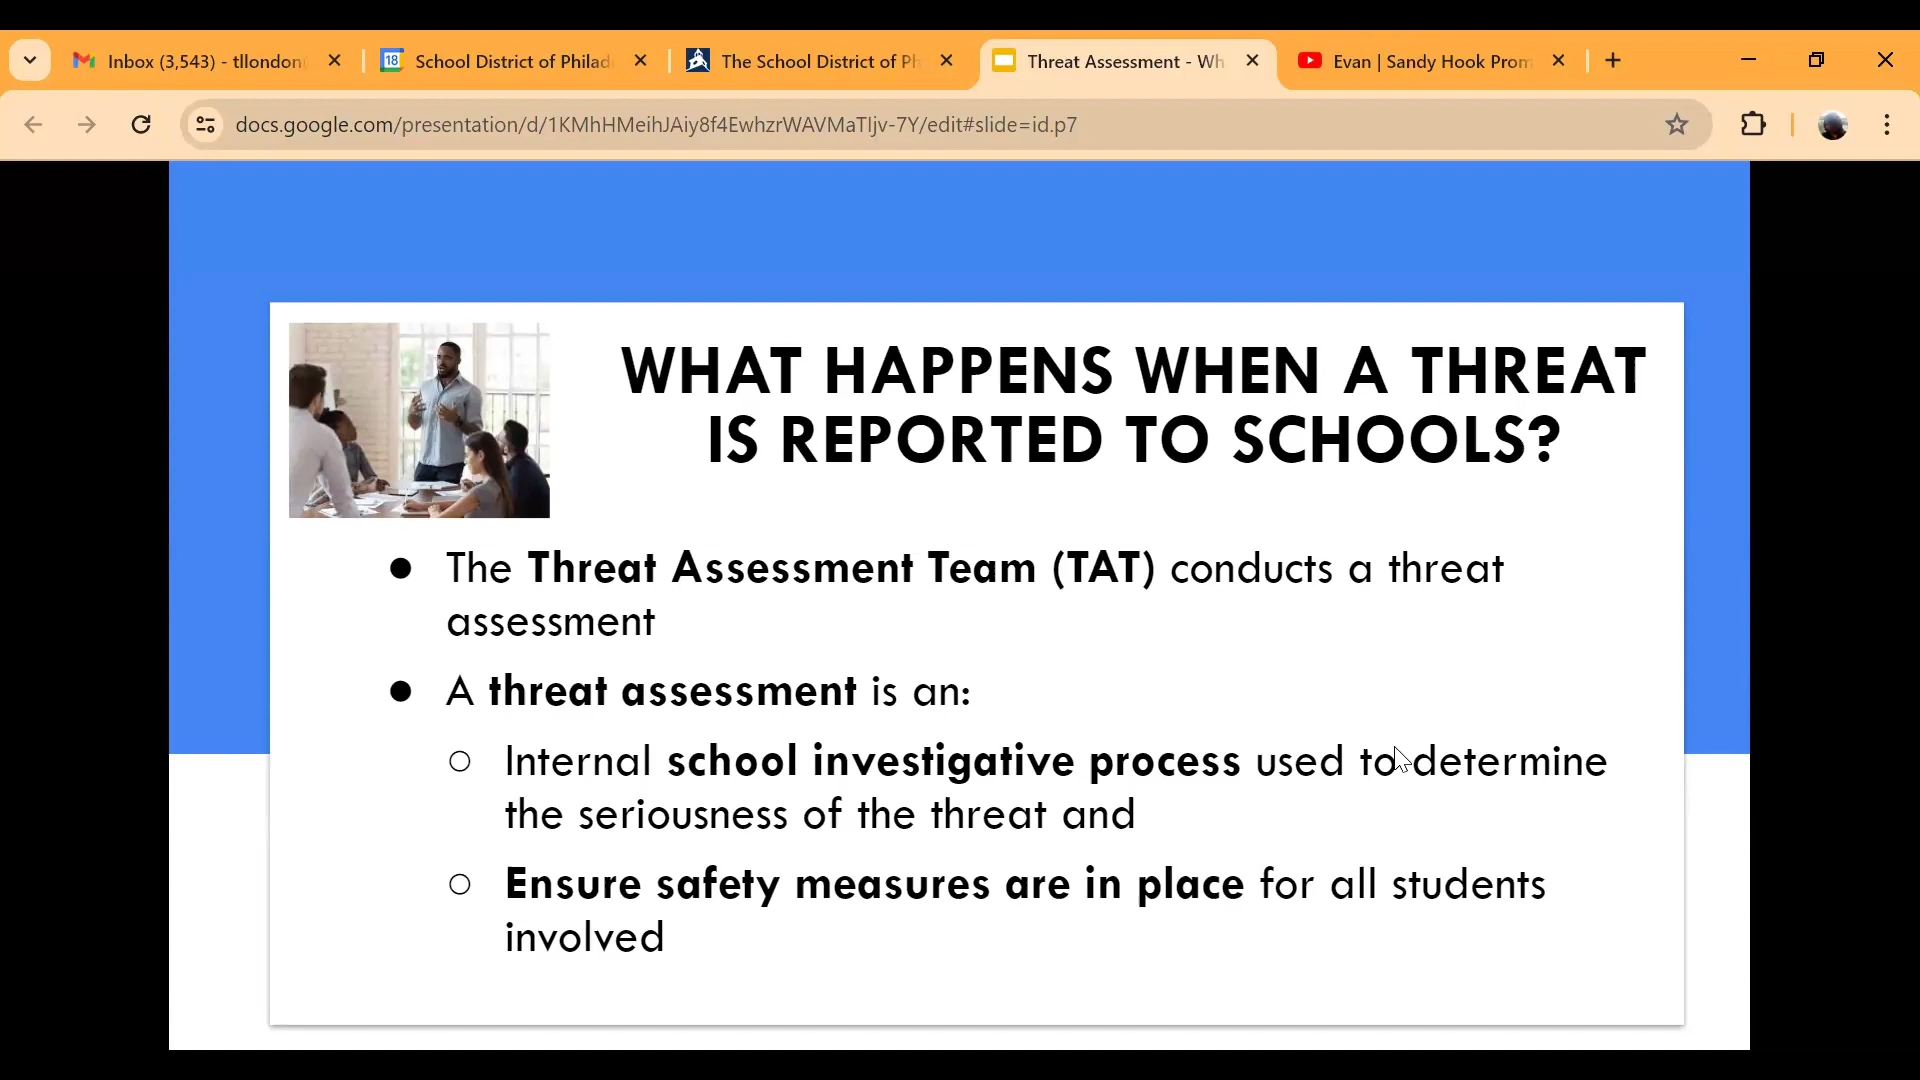 Inbox (3,543) - tllondon
School District of Philad
The School District of Ph
Threat Assessment - Wh
Evan | Sandy Hook Prom
docs.google.com/presentation/d/1KMhHMeihJAiy8f4EwhzrWAVMaTIjv-7Y/edit#slide=id.p7
WHAT HAPPENS WHEN A THREAT
IS REPORTED TO SCHOOLS?
● The Threat Assessment Team (TAT) conducts a threat
assessment
● A threat assessment is an:
○ Internal school investigative process used to determine
the seriousness of the threat and
○ Ensure safety measures are in place for all students
involved